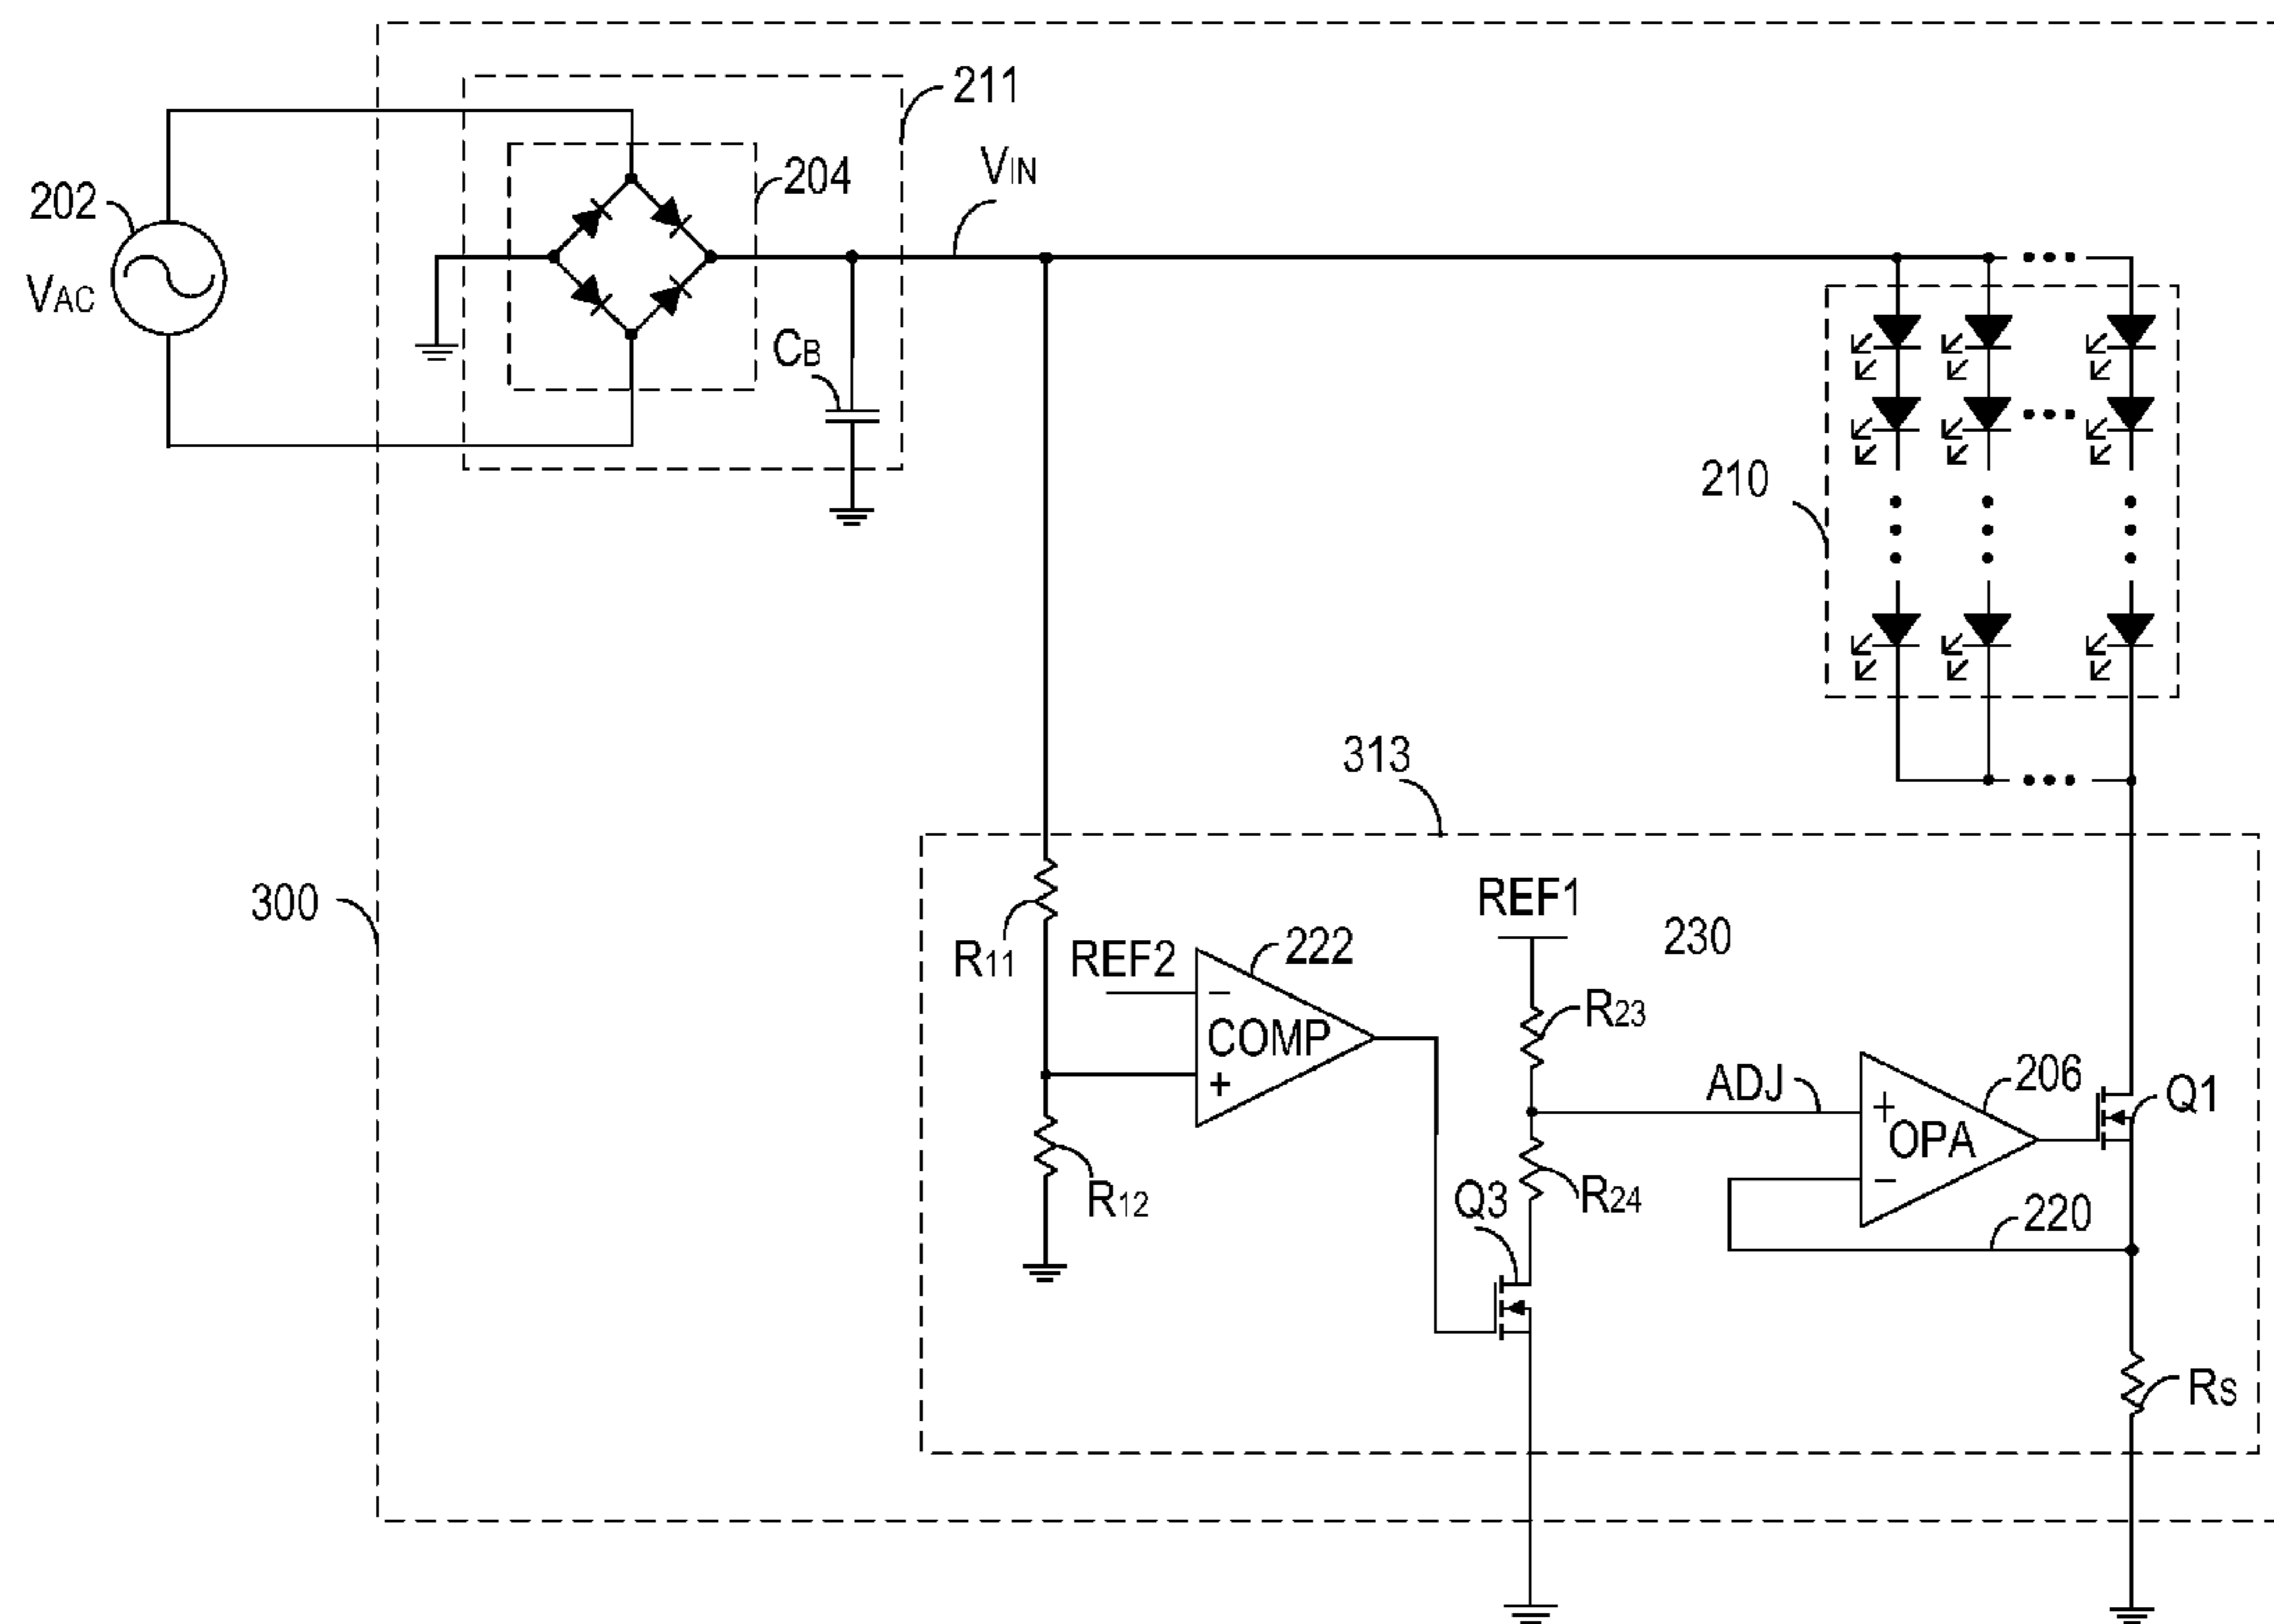 211
204
VIN
202
VAC
CB
210
313
300
REF1
230
R11
REF2
222
R23
COMP
−
+
ADJ
206
Q1
+
OPA
−
R12
Q3
R24
220
RS